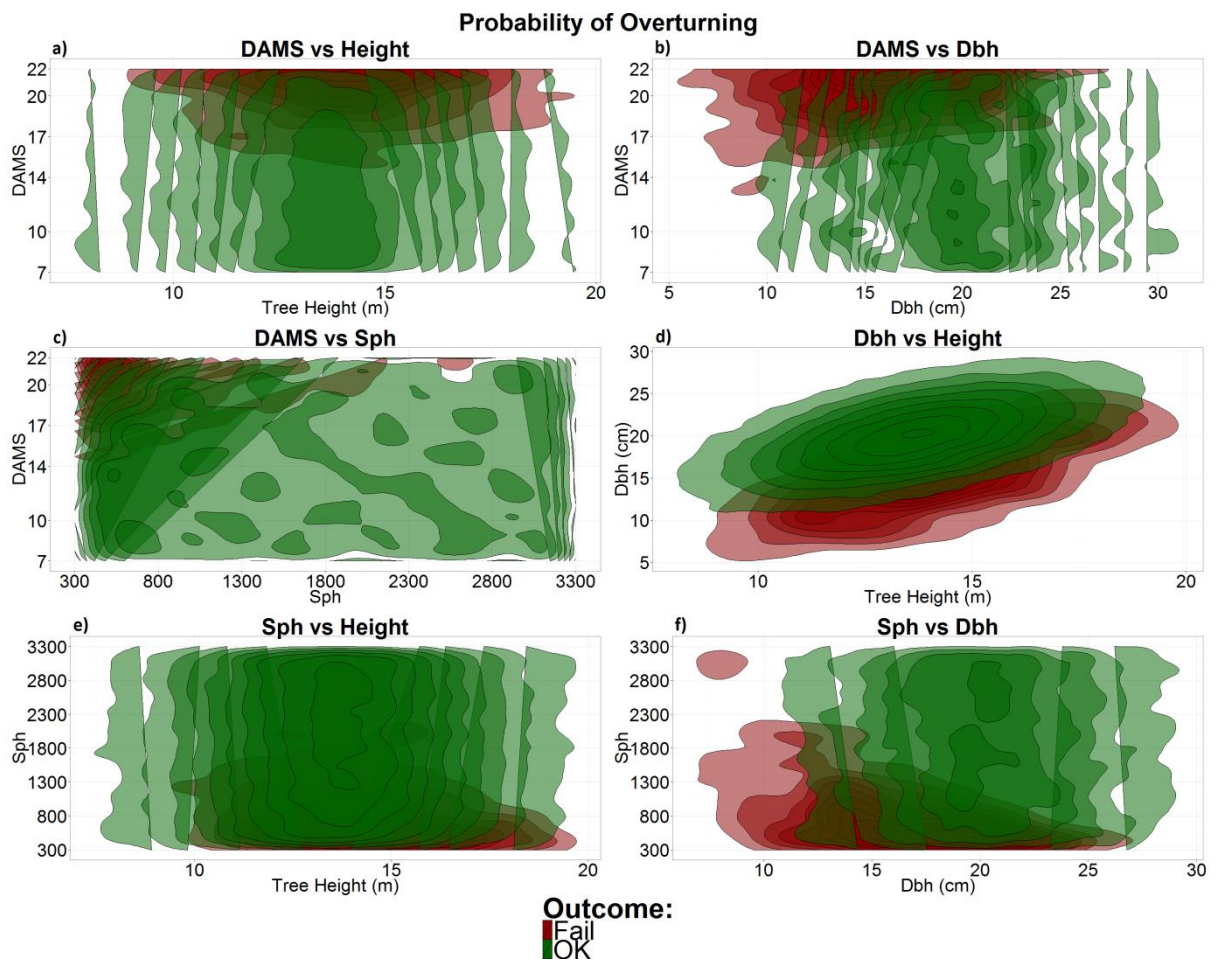 Probability of Overturning
a) DAMS vs Height
22
20
17
14
10
7
DAMS
10 15 20
Tree Height (m)
b) DAMS vs Dbh
22
20
17
14
10
7
DAMS
5 10 15 20 25 30
Dbh (cm)
c) DAMS vs Sph
22
20
17
14
10
7
DAMS
300 800 1300 1800 2300 2800 3300
Sph
d) Dbh vs Height
30
25
20
15
10
5
Dbh (cm)
10 15 20
Tree Height (m)
e) Sph vs Height
3300
2800
2300
1800
1300
800
300
Sph
10 15 20
Tree Height (m)
f) Sph vs Dbh
3300
2800
2300
1800
1300
800
300
Sph
10 15 20 25 30
Dbh (cm)
Outcome:
Fail
OK